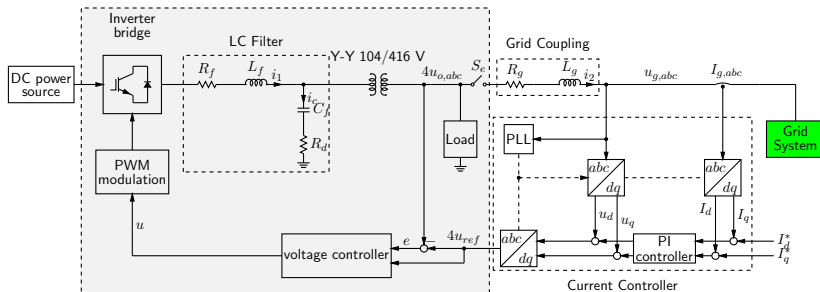 Inverter
bridge
LC Filter
Y-Y 104/416 V
Grid Coupling
DC power
source
R_f
L_f
i_1
4u_{o,abc}
S_e
R_g
L_g
i_2
u_{g,abc}
I_{g,abc}
i_c
C_f
R_d
Load
PLL
Grid
System
PWM
modulation
abc
dq
abc
dq
u
u_d
u_q
I_d
I_q
voltage controller
e
−
4u_{ref}
abc
dq
PI
controller
I_d^*
I_q^*
Current Controller